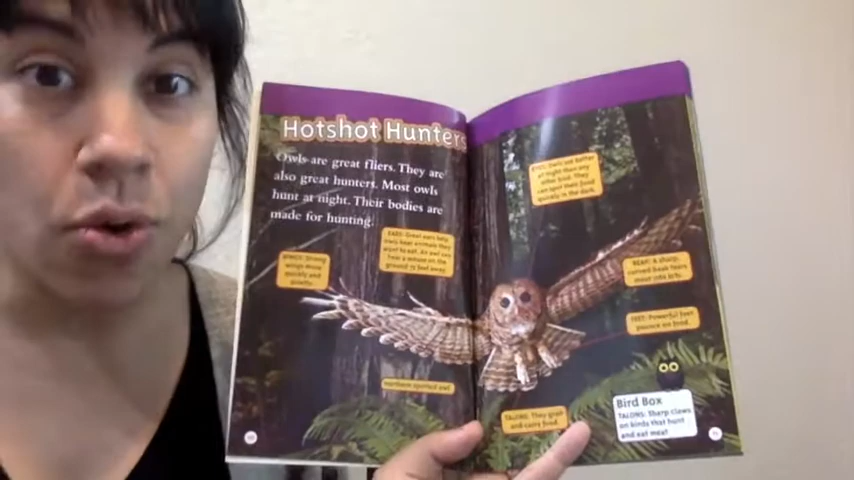 Hotshot Hunters
Owls are great fliers. They are
also great hunters. Most owls
hunt at night. Their bodies are
made for hunting.
WINGS: Strong
wings move
quickly and
quietly.
EARS: Great ears help
owls hear animals they
want to eat. An owl can
hear a mouse on the
ground 75 feet away.
northern spotted owl
EYES: Owls see better
at night than any
other bird. They
can spot their food
quickly in the dark.
BEAK: A sharp,
curved beak tears
meat into bits.
FEET: Powerful feet
pounce on food.
TALONS: They grab
and carry food.
Bird Box
TALONS: Sharp claws
on birds that hunt
and eat meat